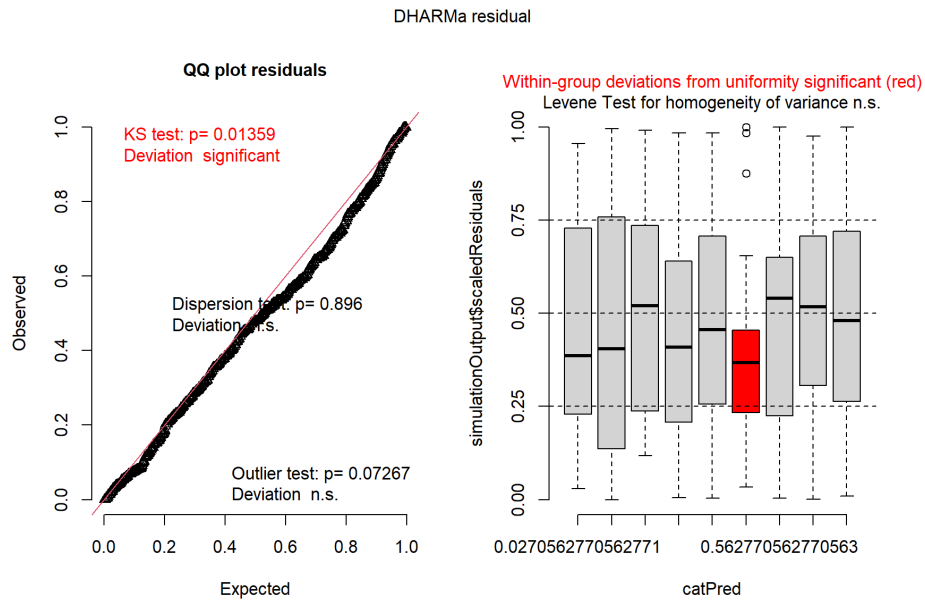 DHARMa residual
QQ plot residuals
KS test: p= 0.01359
Deviation significant
Dispersion test: p= 0.896
Deviation n.s.
Outlier test: p= 0.07267
Deviation n.s.
Observed
0.0 0.2 0.4 0.6 0.8 1.0
0.0 0.2 0.4 0.6 0.8 1.0
Expected
Within-group deviations from uniformity significant (red)
Levene Test for homogeneity of variance n.s.
simulationOutput$scaledResiduals
0.00 0.25 0.50 0.75 1.00
0.0270562770562771 0.562770562770563
catPred